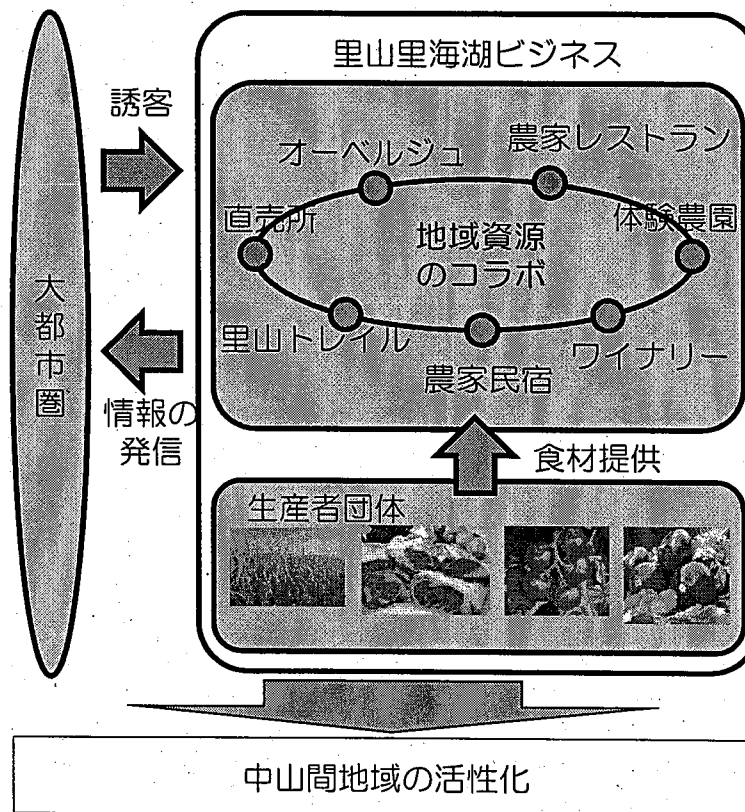 里山里海湖ビジネス
誘客
オーベルジュ
農家レストラン
直売所
体験農園
地域資源
のコラボ
大都市圏
里山トレイル
ワイナリー
農家民宿
情報の
発信
食材提供
生産者団体
中山間地域の活性化